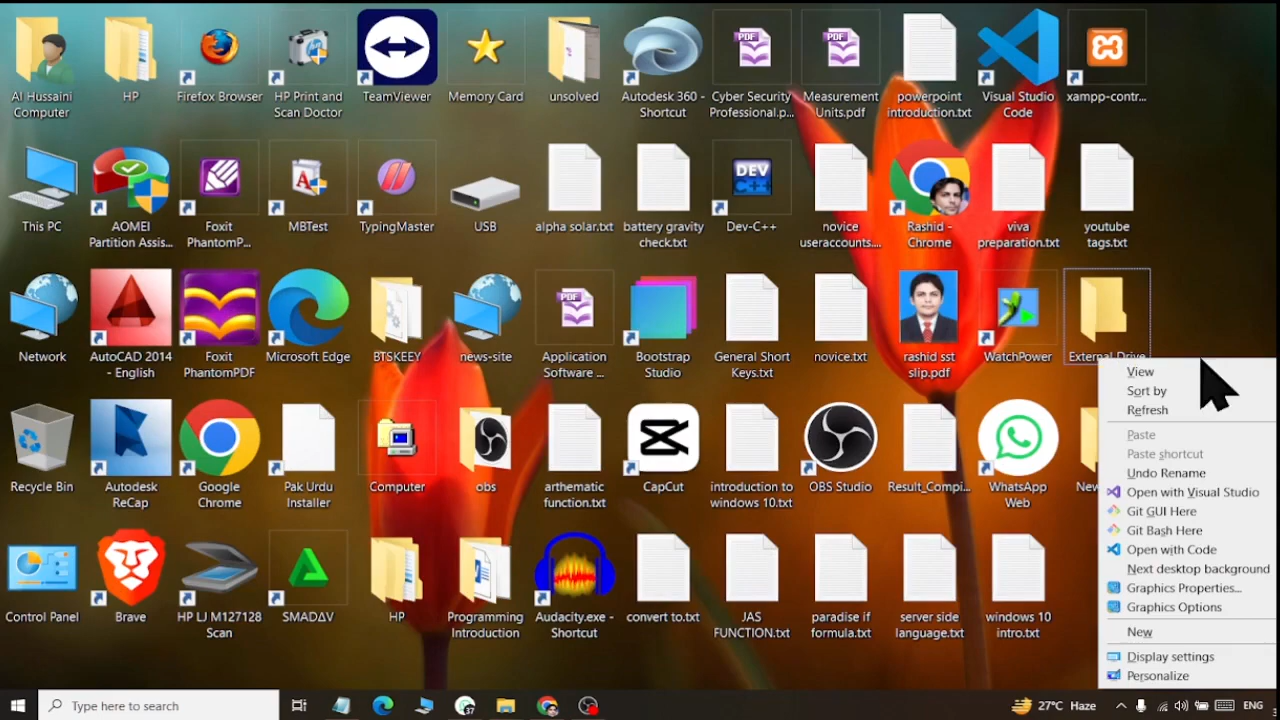 Al Hussaini
Computer
HP
Firefox Browser
HP Print and
Scan Doctor
TeamViewer
Memory Card
unsolved
Autodesk 360 -
Shortcut
PDF
Cyber Security
Professional.p...
PDF
Measurement
Units.pdf
powerpoint
introduction.txt
Visual Studio
Code
xampp-contr...
This PC
AOMEI
Partition Assis...
Foxit
PhantomP...
MBTest
TypingMaster
USB
alpha solar.txt
battery gravity
check.txt
DEV
C++
Dev-C++
novice
useraccounts....
Rashid -
Chrome
viva
preparation.txt
youtube
tags.txt
Network
AutoCAD 2014
- English
Foxit
PhantomPDF
Microsoft Edge
BTSKEEY
news-site
PDF
Application
Software ...
Bootstrap
Studio
General Short
Keys.txt
novice.txt
rashid sst
slip.pdf
WatchPower
External Drive
Recycle Bin
Autodesk
ReCap
Google
Chrome
Pak Urdu
Installer
Computer
obs
arthematic
function.txt
CapCut
introduction to
windows 10.txt
OBS Studio
Result_Compi...
WhatsApp
Web
New
Control Panel
Brave
HP LJ M127128
Scan
SMADΔV
HP
Programming
Introduction
Audacity.exe -
Shortcut
convert to.txt
JAS
FUNCTION.txt
paradise if
formula.txt
server side
language.txt
windows 10
intro.txt
View
Sort by
Refresh
Paste
Paste shortcut
Undo Rename
Open with Visual Studio
Git GUI Here
Git Bash Here
Open with Code
Next desktop background
Graphics Properties...
Graphics Options
New
Display settings
Personalize
Type here to search
27°C Haze
ENG